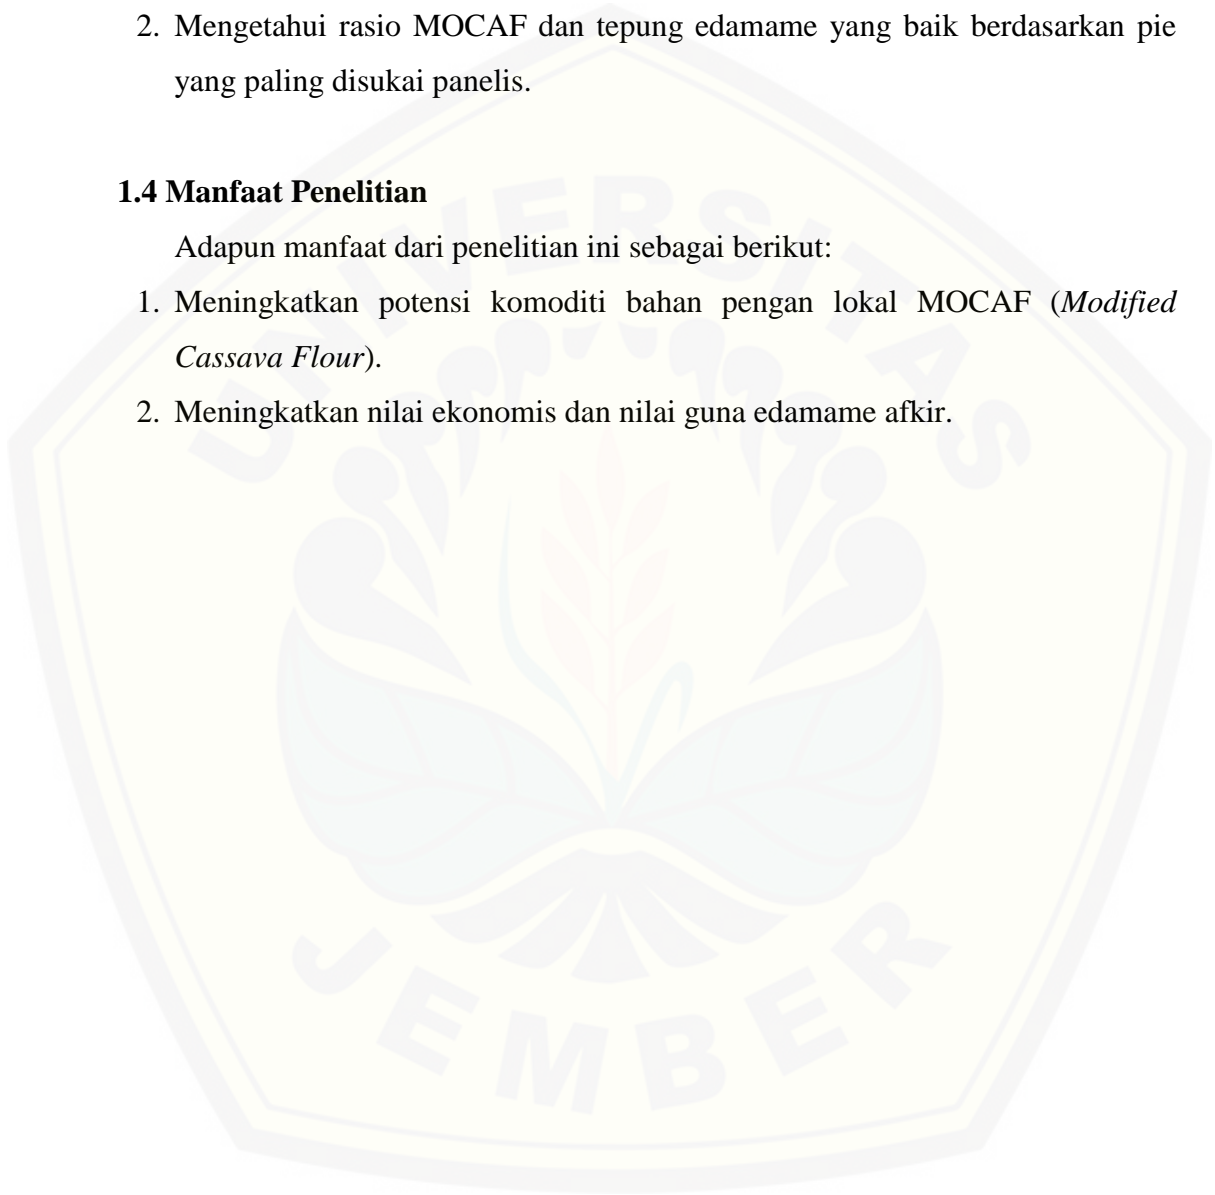 2. Mengetahui rasio MOCAF dan tepung edamame yang baik berdasarkan pie
yang paling disukai panelis.
1.4 Manfaat Penelitian
Adapun manfaat dari penelitian ini sebagai berikut:
1. Meningkatkan potensi komoditi bahan pengan lokal MOCAF (Modified
Cassava Flour).
2. Meningkatkan nilai ekonomis dan nilai guna edamame afkir.
UNIVERSITAS
JEMBER